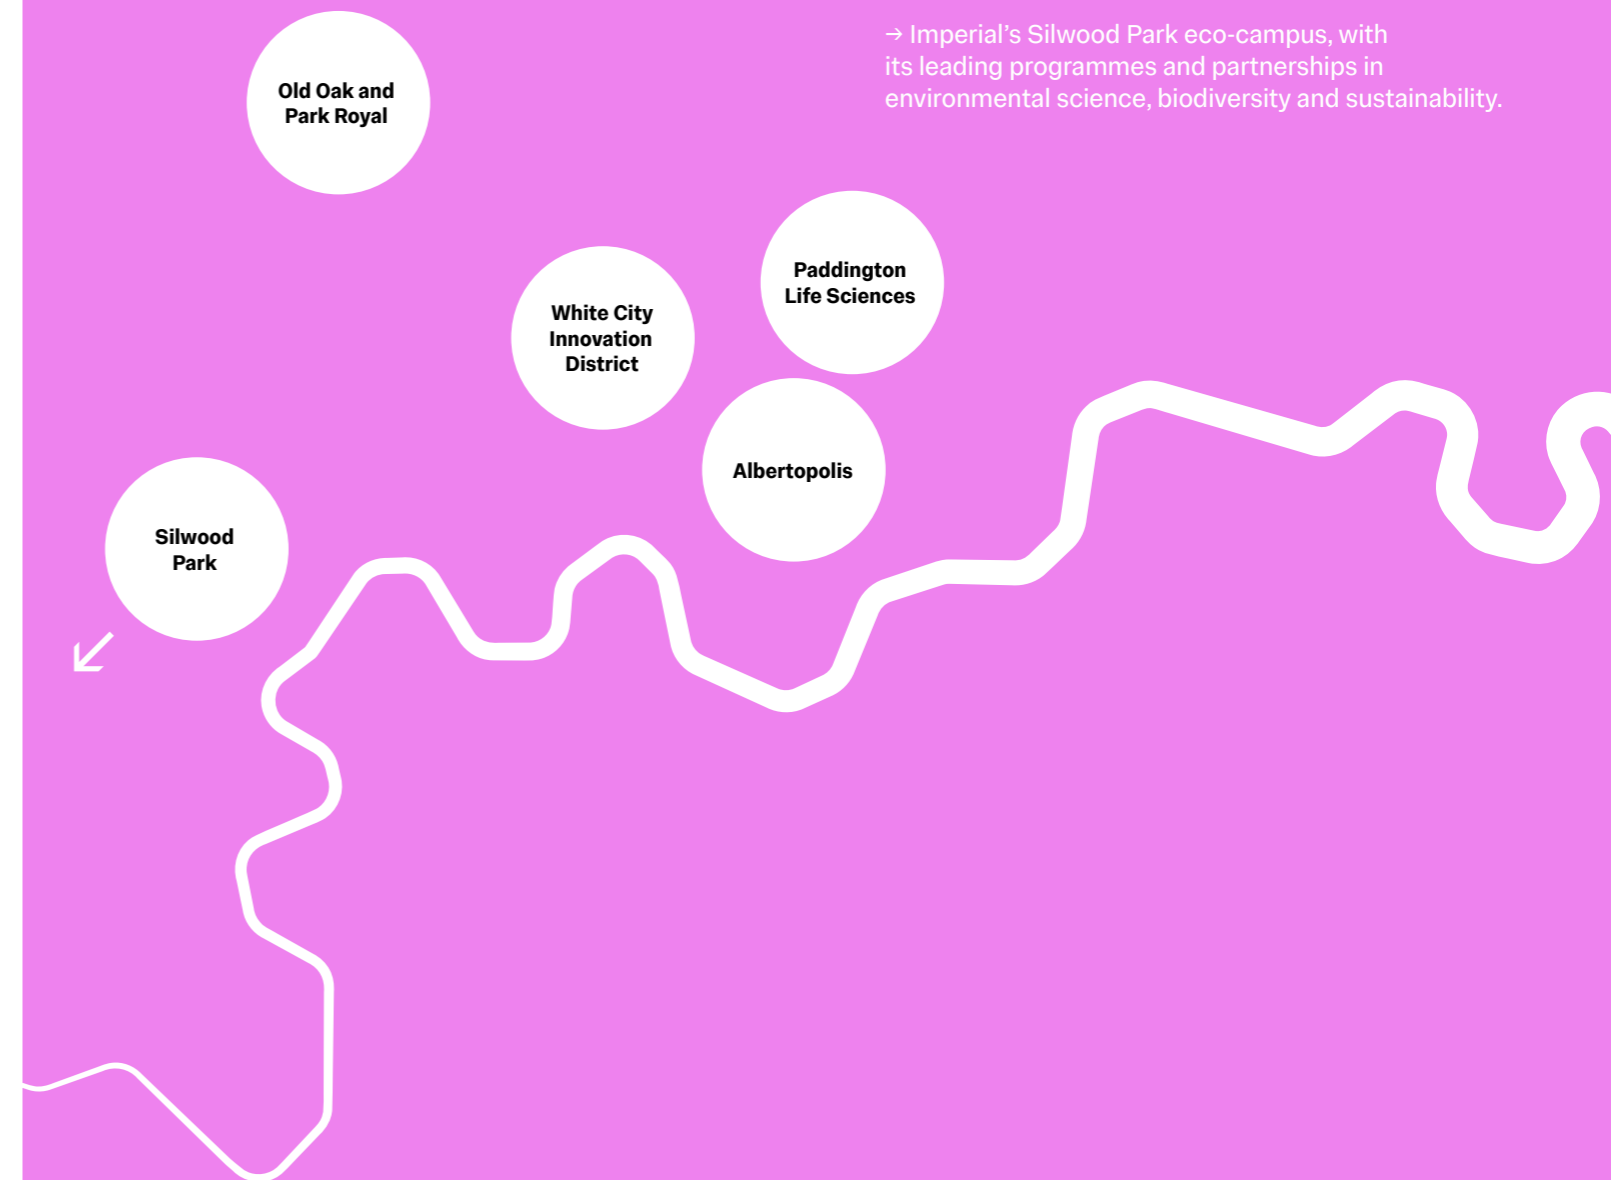 → Imperial’s Silwood Park eco-campus, with
its leading programmes and partnerships in
environmental science, biodiversity and sustainability.
Old Oak and
Park Royal
Paddington
Life Sciences
White City
Innovation
District
Albertopolis
Silwood
Park